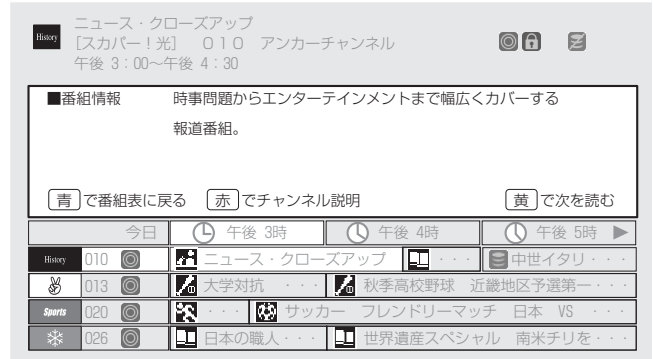 ニュース・クローズアップ
History
［スカパー！光］　０１０　アンカーチャンネル
午後 3：00～午後 4：30
■番組情報　時事問題からエンターテインメントまで幅広くカバーする
報道番組。
青 で番組表に戻る　赤 でチャンネル説明　黄 で次を読む
今日　午後 3時　午後 4時　午後 5時 ▶
History 010 ニュース・クローズアップ ・・・ 中世イタリ・・・
013 大学対抗 ・・・ 秋季高校野球　近畿地区予選第一・・・
Sports 020 ・・・ サッカー　フレンドリーマッチ　日本　VS　・・・
026 日本の職人・・・ 世界遺産スペシャル　南米チリを・・・